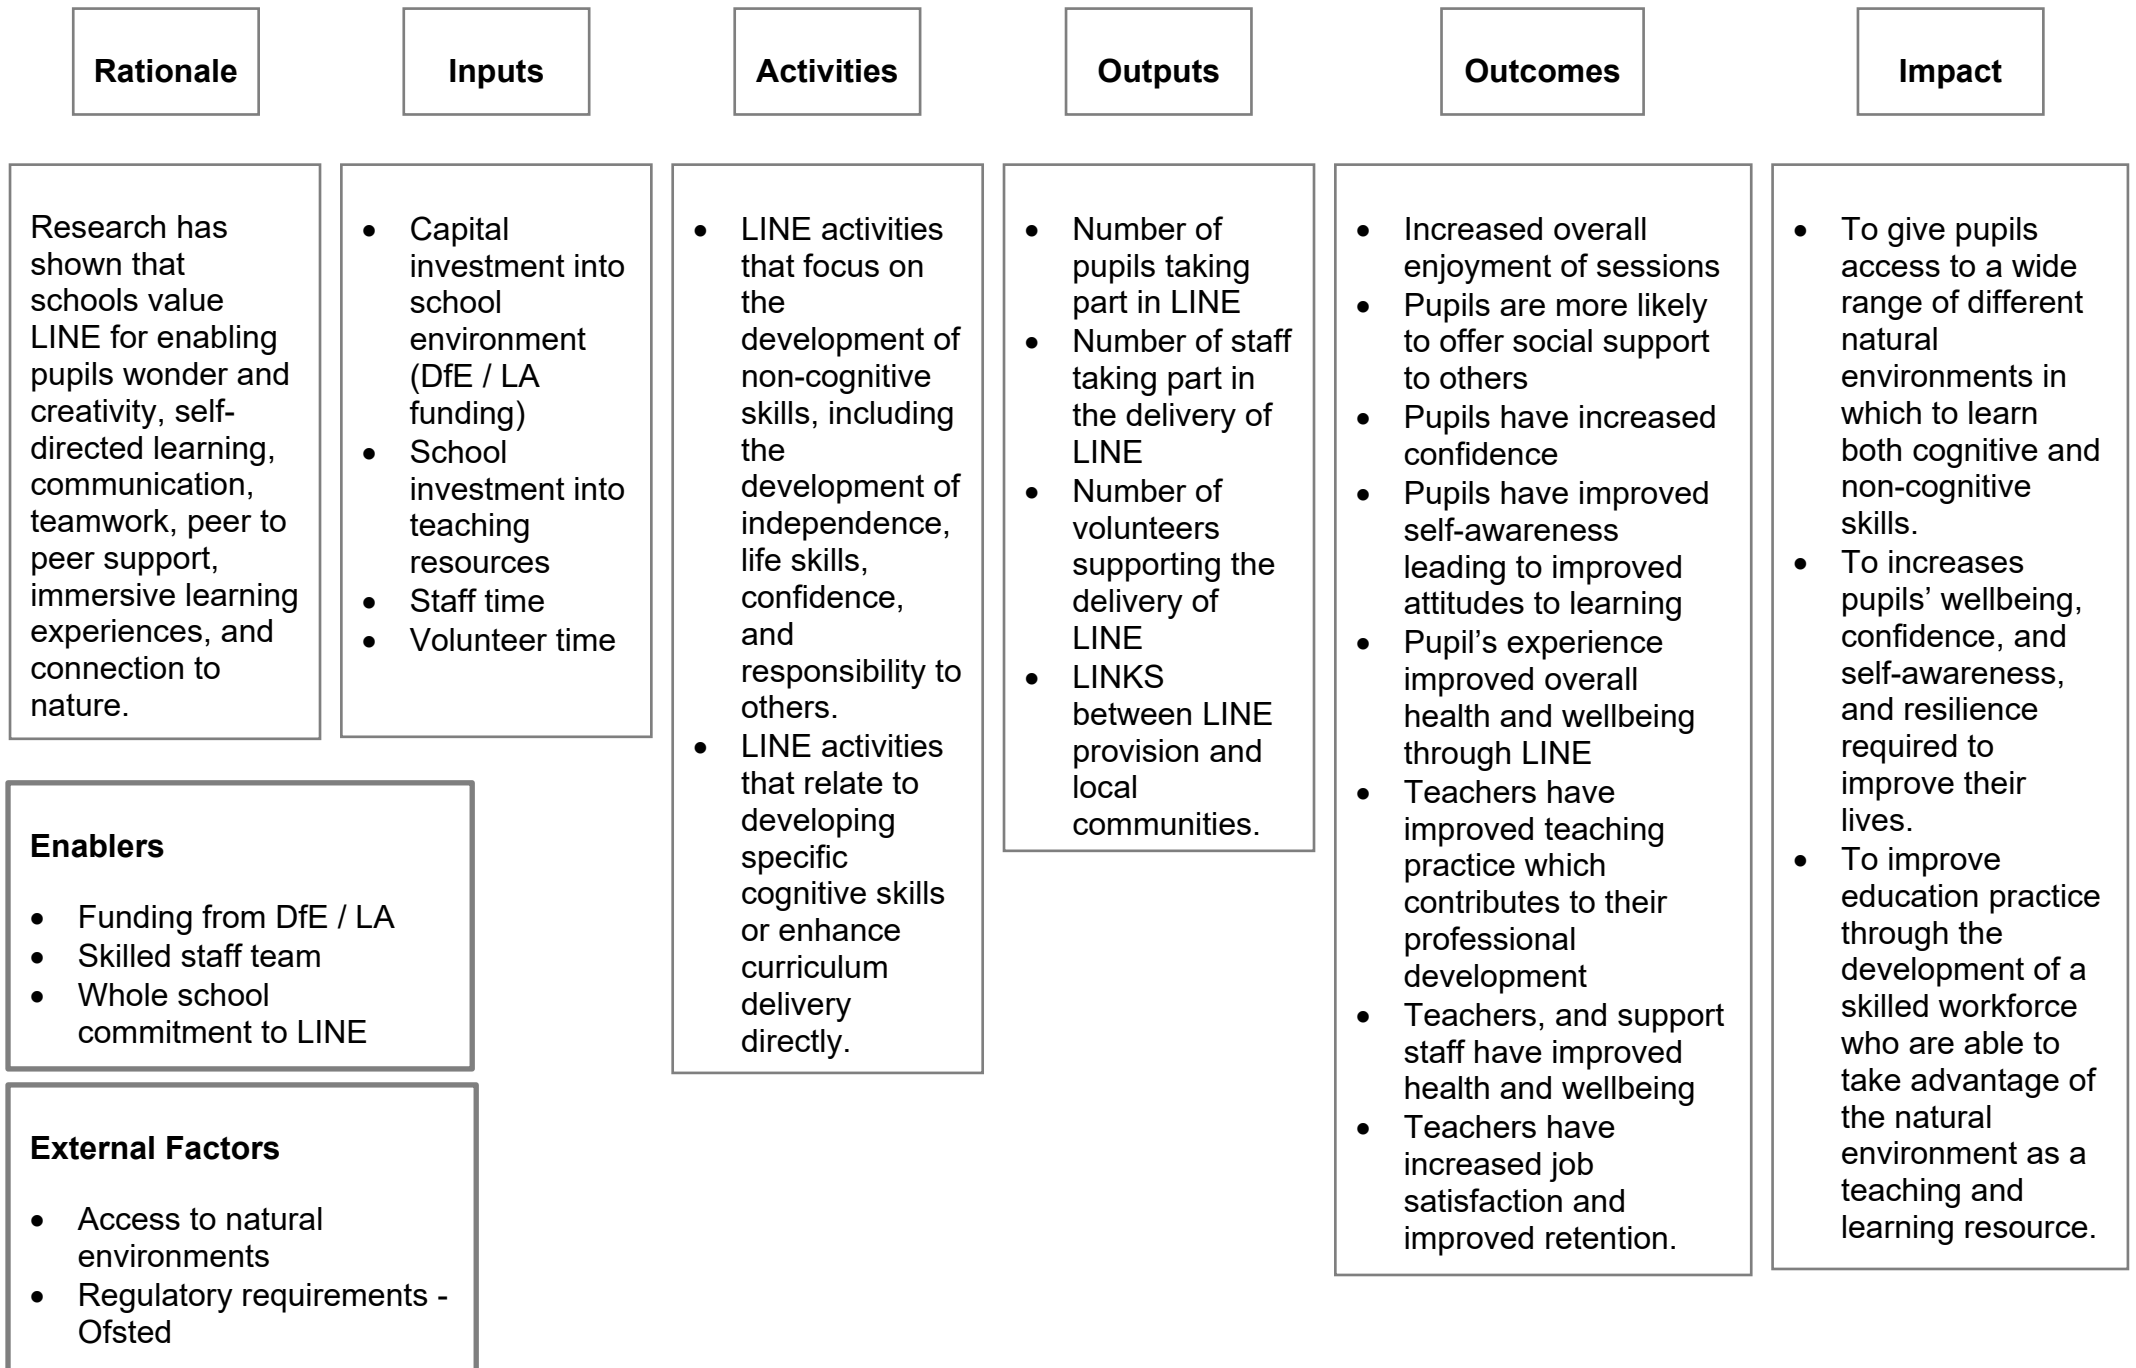 Rationale
Inputs
Activities
Outputs
Outcomes
Impact
Research has
shown that
schools value
LINE for enabling
pupils wonder and
creativity, self-
directed learning,
communication,
teamwork, peer to
peer support,
immersive learning
experiences, and
connection to
nature.
• Capital
investment into
school
environment
(DfE / LA
funding)
• School
investment into
teaching
resources
• Staff time
• Volunteer time
• LINE activities
that focus on
the
development of
non-cognitive
skills, including
the
development of
independence,
life skills,
confidence,
and
responsibility to
others.
• LINE activities
that relate to
developing
specific
cognitive skills
or enhance
curriculum
delivery
directly.
• Number of
pupils taking
part in LINE
• Number of staff
taking part in
the delivery of
LINE
• Number of
volunteers
supporting the
delivery of
LINE
• LINKS
between LINE
provision and
local
communities.
• Increased overall
enjoyment of sessions
• Pupils are more likely
to offer social support
to others
• Pupils have increased
confidence
• Pupils have improved
self-awareness
leading to improved
attitudes to learning
• Pupil’s experience
improved overall
health and wellbeing
through LINE
• Teachers have
improved teaching
practice which
contributes to their
professional
development
• Teachers, and support
staff have improved
health and wellbeing
• Teachers have
increased job
satisfaction and
improved retention.
• To give pupils
access to a wide
range of different
natural
environments in
which to learn
both cognitive and
non-cognitive
skills.
• To increases
pupils’ wellbeing,
confidence, and
self-awareness,
and resilience
required to
improve their
lives.
• To improve
education practice
through the
development of a
skilled workforce
who are able to
take advantage of
the natural
environment as a
teaching and
learning resource.
Enablers
• Funding from DfE / LA
• Skilled staff team
• Whole school
commitment to LINE
External Factors
• Access to natural
environments
• Regulatory requirements -
Ofsted